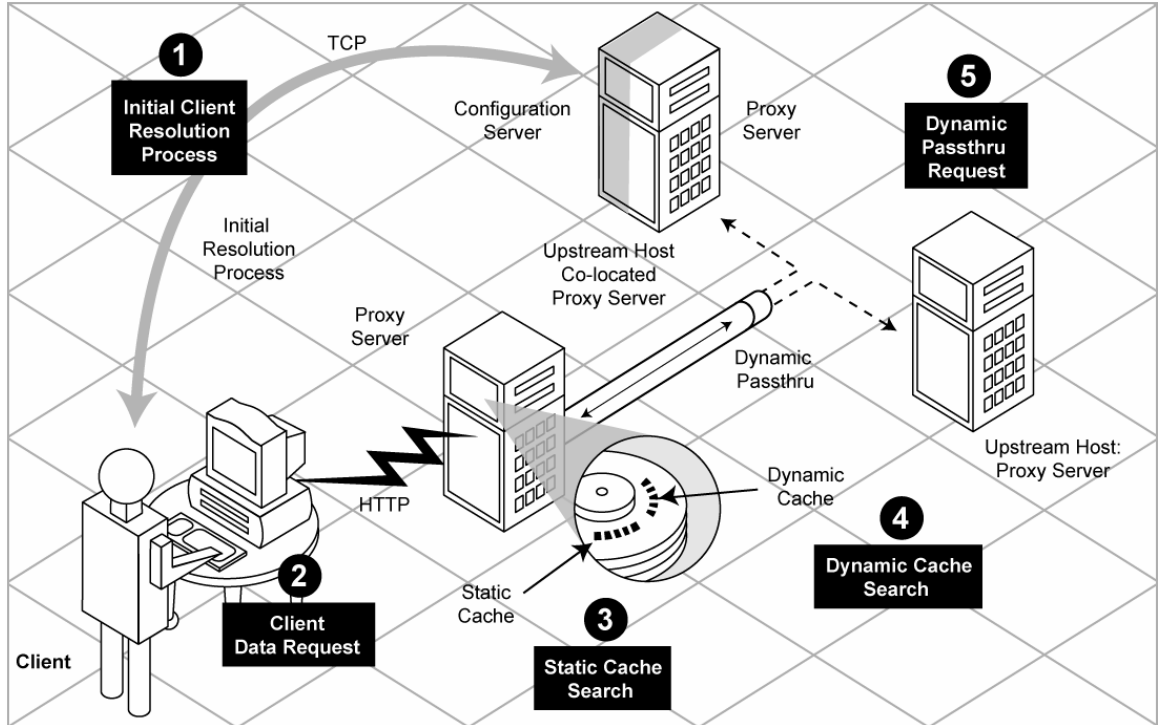 1
Initial Client
Resolution
Process
TCP
Configuration
Server
Proxy
Server
5
Dynamic
Passthru
Request
Initial
Resolution
Process
Upstream Host
Co-located
Proxy Server
Proxy
Server
Dynamic
Passthru
Upstream Host:
Proxy Server
HTTP
Dynamic
Cache
4
Dynamic Cache
Search
Static
Cache
2
Client
Data Request
3
Static Cache
Search
Client